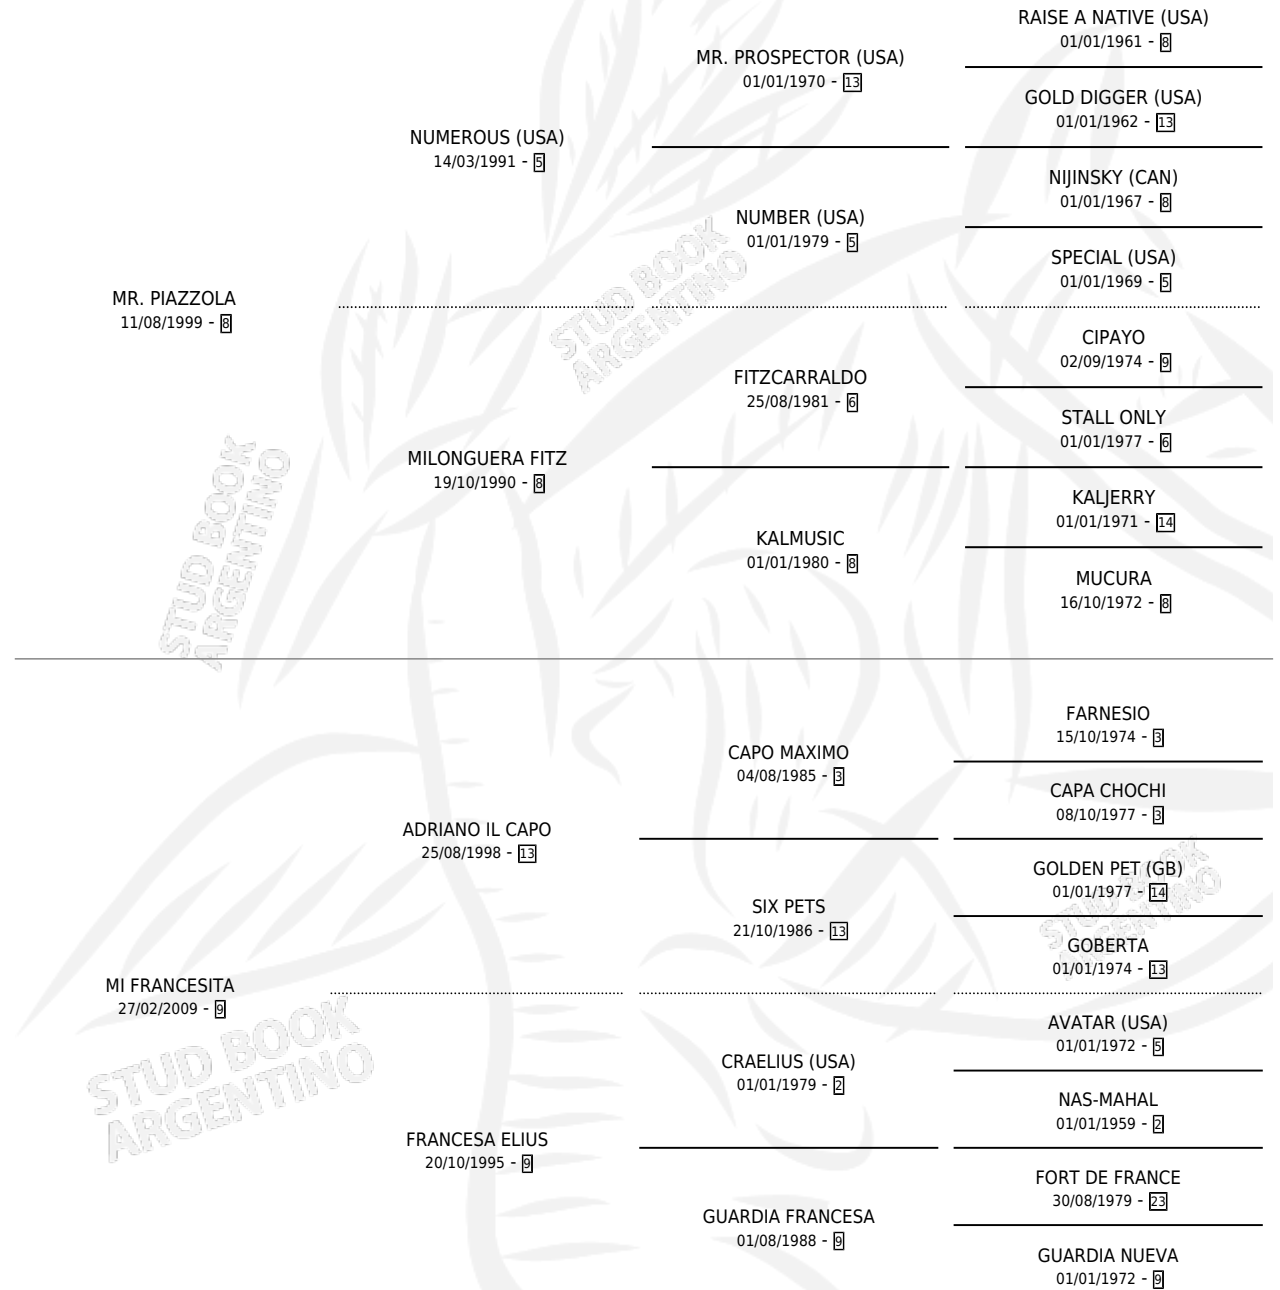 RAISE A NATIVE (USA)
01/01/1961 - 8
MR. PROSPECTOR (USA)
01/01/1970 - 13
GOLD DIGGER (USA)
01/01/1962 - 13
NUMEROUS (USA)
14/03/1991 - 5
NIJINSKY (CAN)
01/01/1967 - 8
NUMBER (USA)
01/01/1979 - 5
SPECIAL (USA)
01/01/1969 - 5
MR. PIAZZOLA
11/08/1999 - 8
CIPAYO
02/09/1974 - 9
FITZCARRALDO
25/08/1981 - 6
STALL ONLY
01/01/1977 - 6
MILONGUERA FITZ
19/10/1990 - 8
KALJERRY
01/01/1971 - 14
KALMUSIC
01/01/1980 - 8
MUCURA
16/10/1972 - 8
FARNESIO
15/10/1974 - 3
CAPO MAXIMO
04/08/1985 - 3
CAPA CHOCHI
08/10/1977 - 3
ADRIANO IL CAPO
25/08/1998 - 13
GOLDEN PET (GB)
01/01/1977 - 14
SIX PETS
21/10/1986 - 13
GOBERTA
01/01/1974 - 13
MI FRANCESITA
27/02/2009 - 9
AVATAR (USA)
01/01/1972 - 5
CRAELIUS (USA)
01/01/1979 - 2
NAS-MAHAL
01/01/1959 - 2
FRANCESA ELIUS
20/10/1995 - 9
FORT DE FRANCE
30/08/1979 - 23
GUARDIA FRANCESA
01/08/1988 - 9
GUARDIA NUEVA
01/01/1972 - 9
STUD BOOK
ARGENTINO
STUD BOOK
ARGENTINO
STUD BOOK
ARGENTINO
STUD BOOK
ARGENTINO